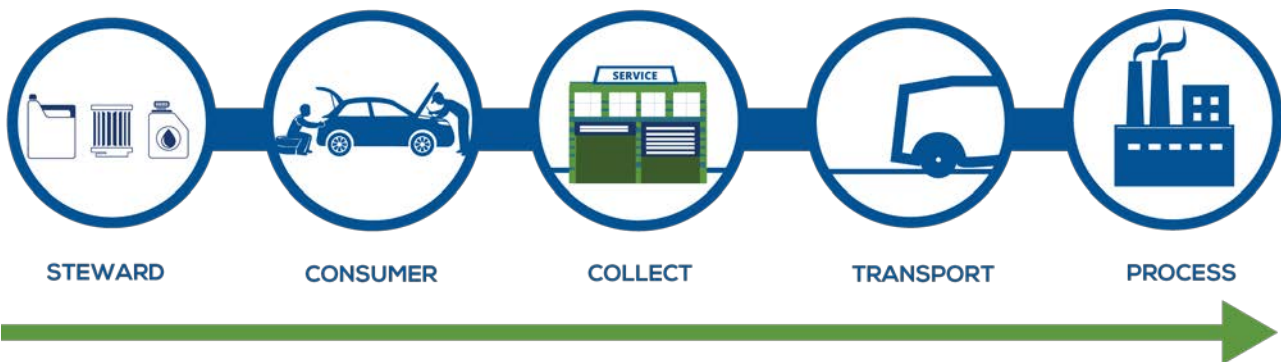 SERVICE
STEWARD
CONSUMER
COLLECT
TRANSPORT
PROCESS